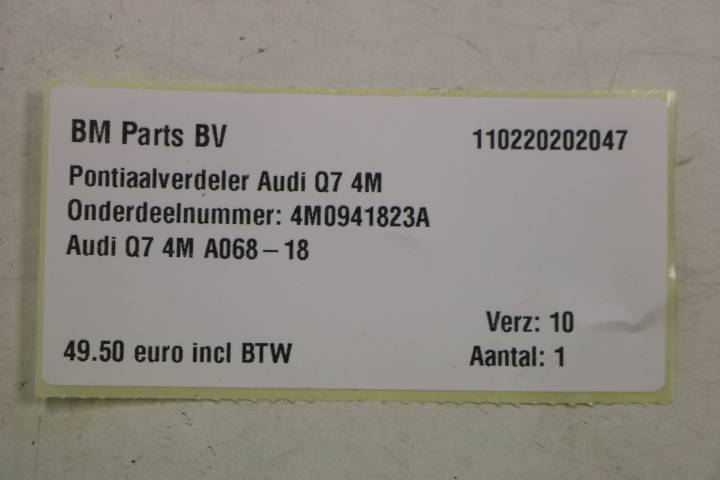 BM Parts BV 110220202047
Pontiaalverdeler Audi Q7 4M
Onderdeelnummer: 4M0941823A
Audi Q7 4M A068-18
Verz: 10
49.50 euro incl BTW Aantal: 1